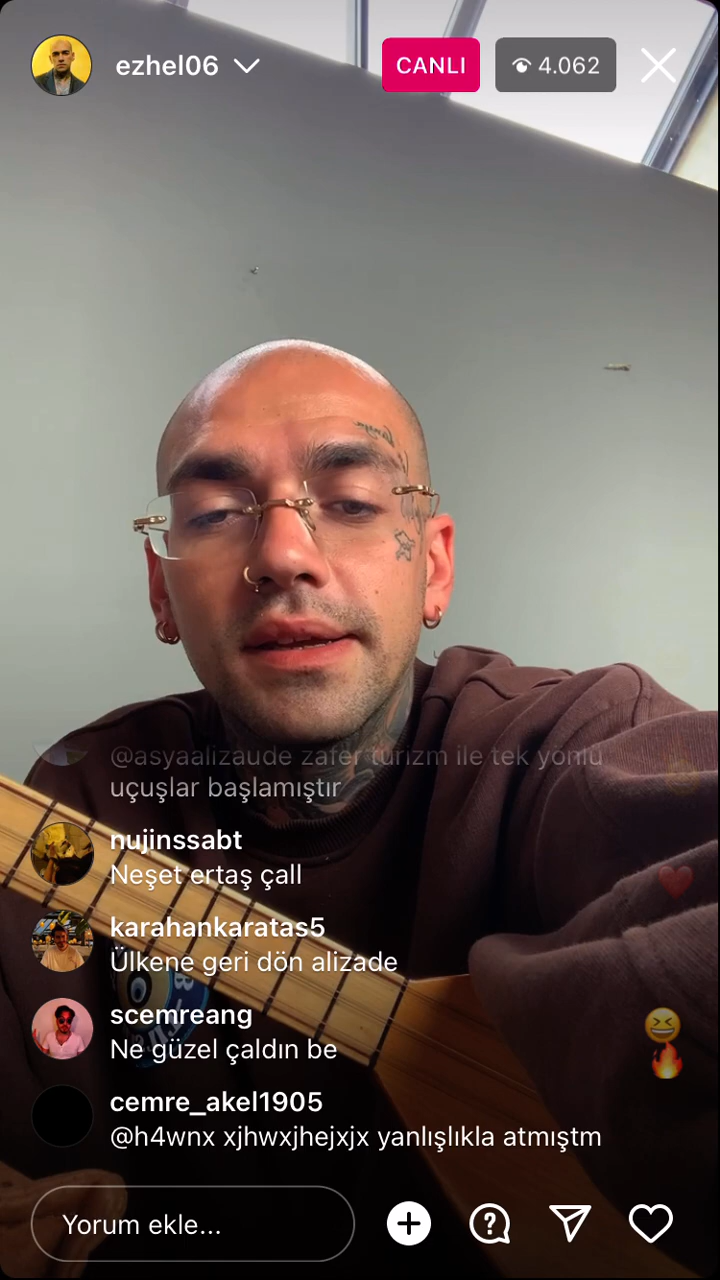 ezhel06
CANLI
4.062
@asyaalizaude zafer turizm ile tek yönlü
uçuşlar başlamıştır
nujinssabt
Neşet ertaş çall
karahankaratas5
Ülkene geri dön alizade
scemreang
Ne güzel çaldın be
cemre_akel1905
@h4wnx xjhwxjhejxjx yanlışlıkla atmıştm
Yorum ekle...